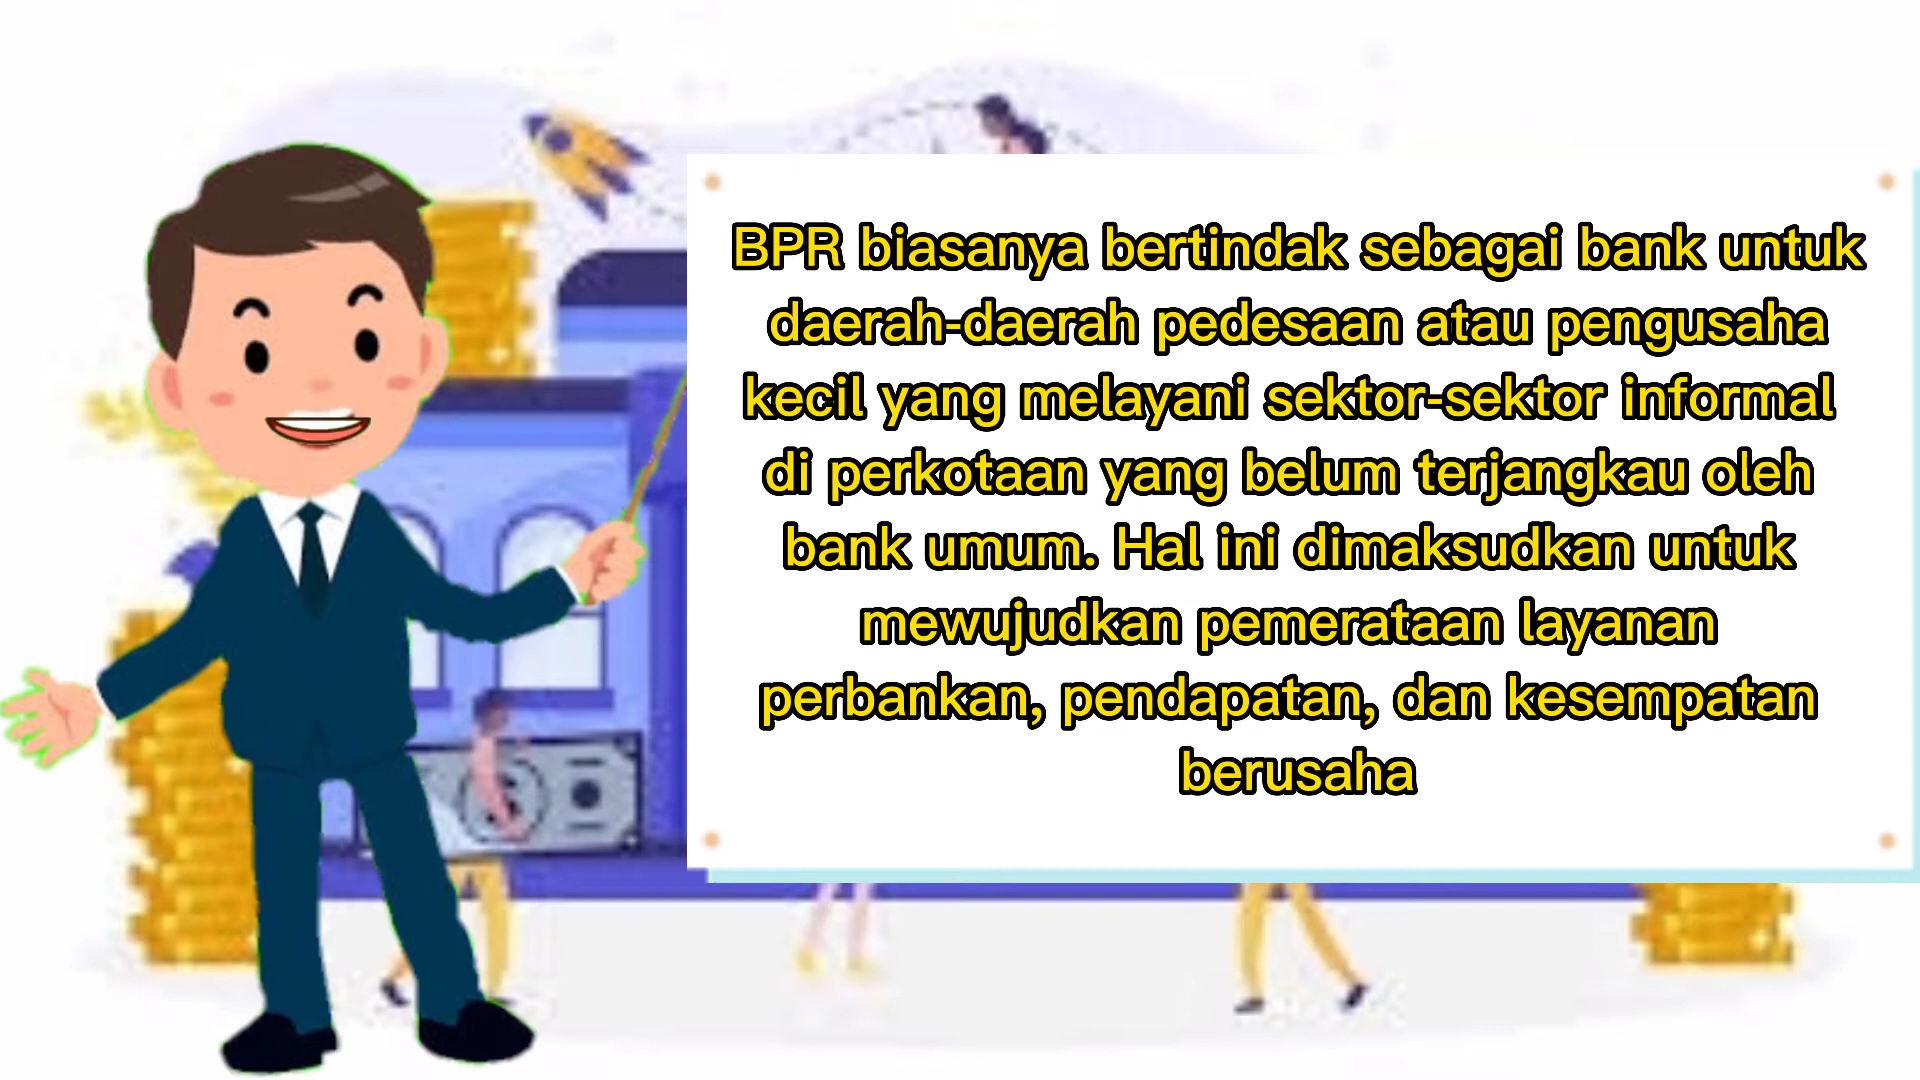 BPR biasanya bertindak sebagai bank untuk
daerah-daerah pedesaan atau pengusaha
kecil yang melayani sektor-sektor informal
di perkotaan yang belum terjangkau oleh
bank umum. Hal ini dimaksudkan untuk
mewujudkan pemerataan layanan
perbankan, pendapatan, dan kesempatan
berusaha